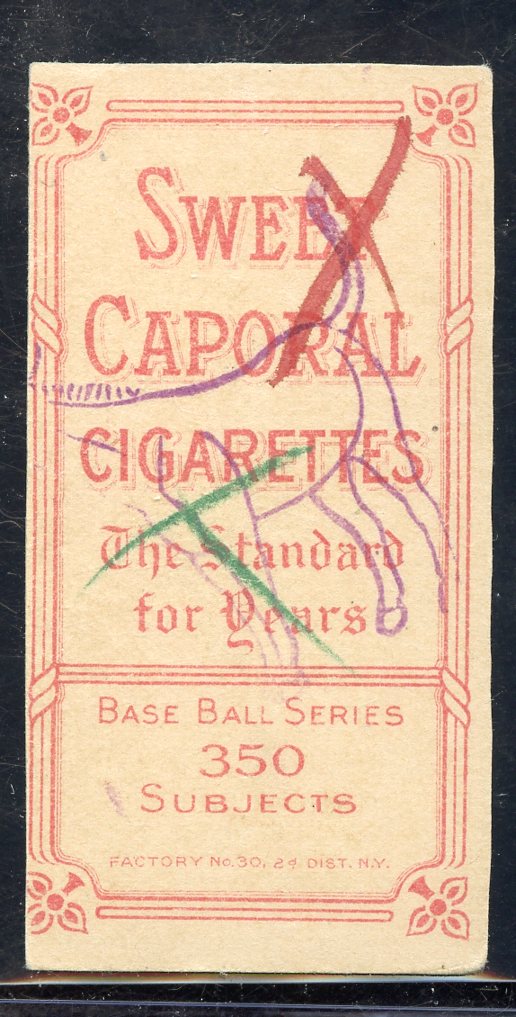 SWEET
CAPORAL
CIGARETTES
The Standard
for Years
BASE BALL SERIES
350
SUBJECTS
FACTORY No. 30, 2d DIST. N.Y.